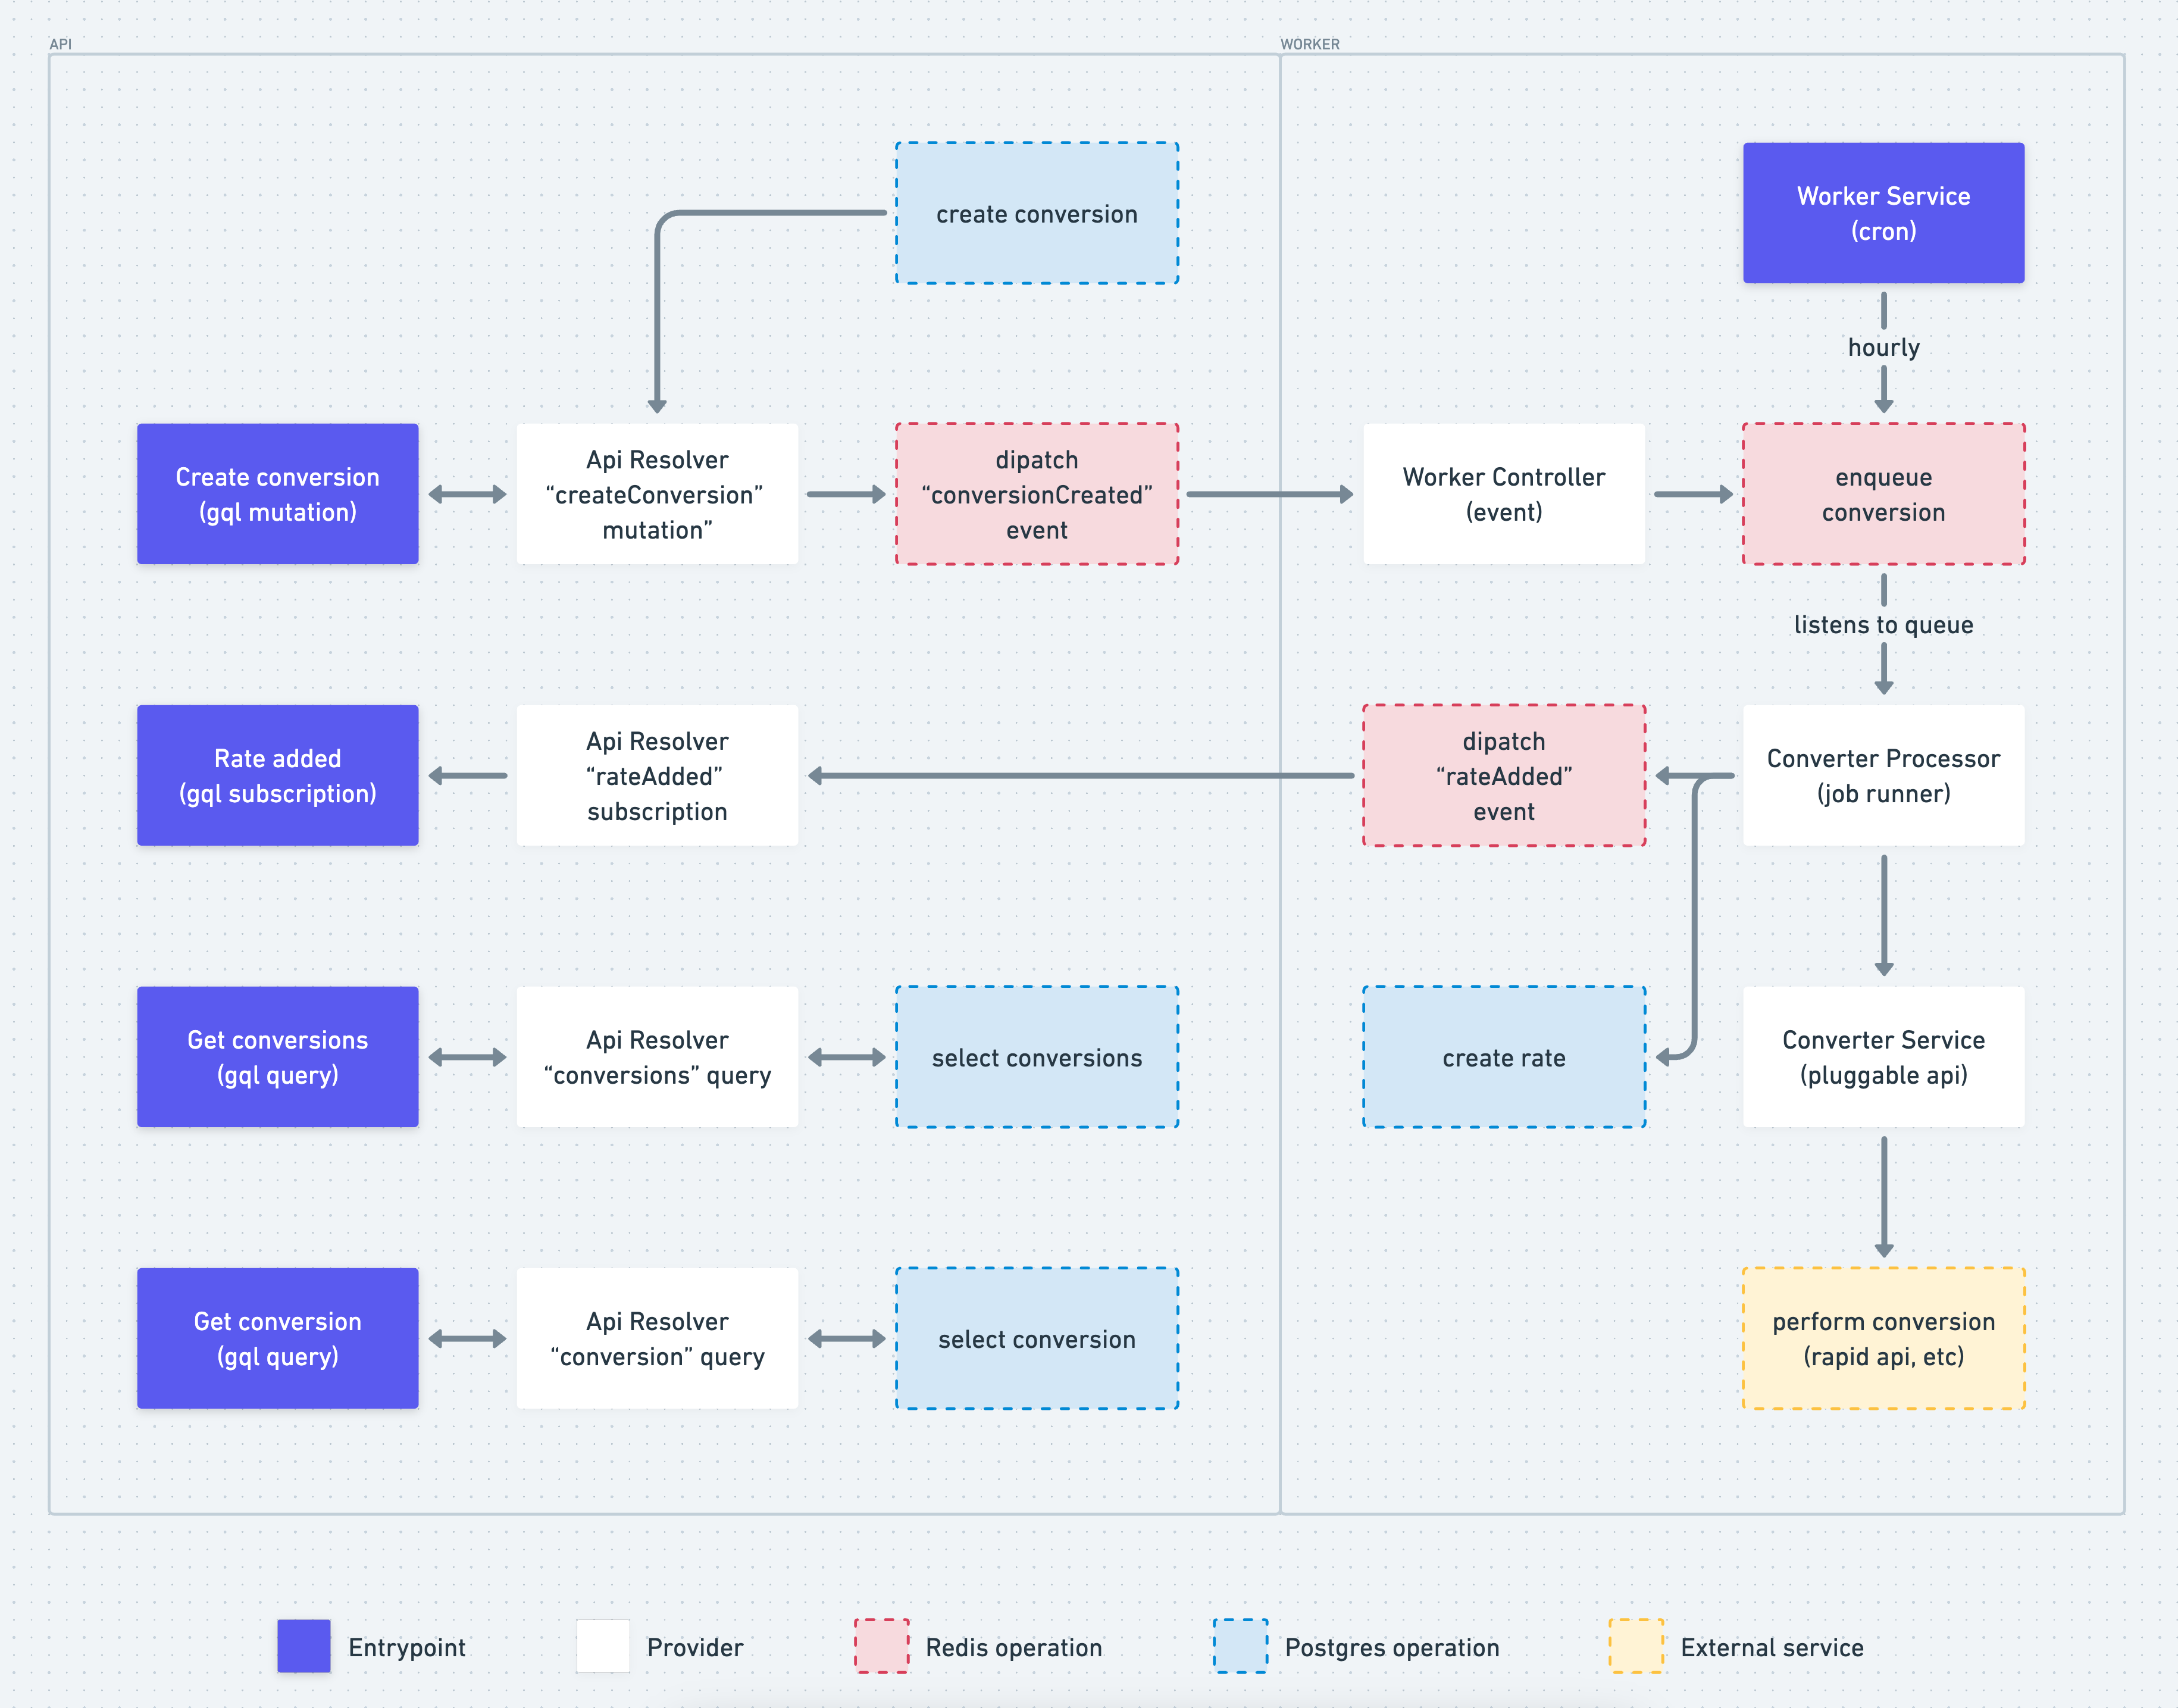 API
WORKER
create conversion
Worker Service
(cron)
hourly
Create conversion
(gql mutation)
Api Resolver
“createConversion”
mutation”
dipatch
“conversionCreated”
event
Worker Controller
(event)
enqueue
conversion
listens to queue
Rate added
(gql subscription)
Api Resolver
“rateAdded”
subscription
dipatch
“rateAdded”
event
Converter Processor
(job runner)
Get conversions
(gql query)
Api Resolver
“conversions” query
select conversions
create rate
Converter Service
(pluggable api)
Get conversion
(gql query)
Api Resolver
“conversion” query
select conversion
perform conversion
(rapid api, etc)
Entrypoint
Provider
Redis operation
Postgres operation
External service